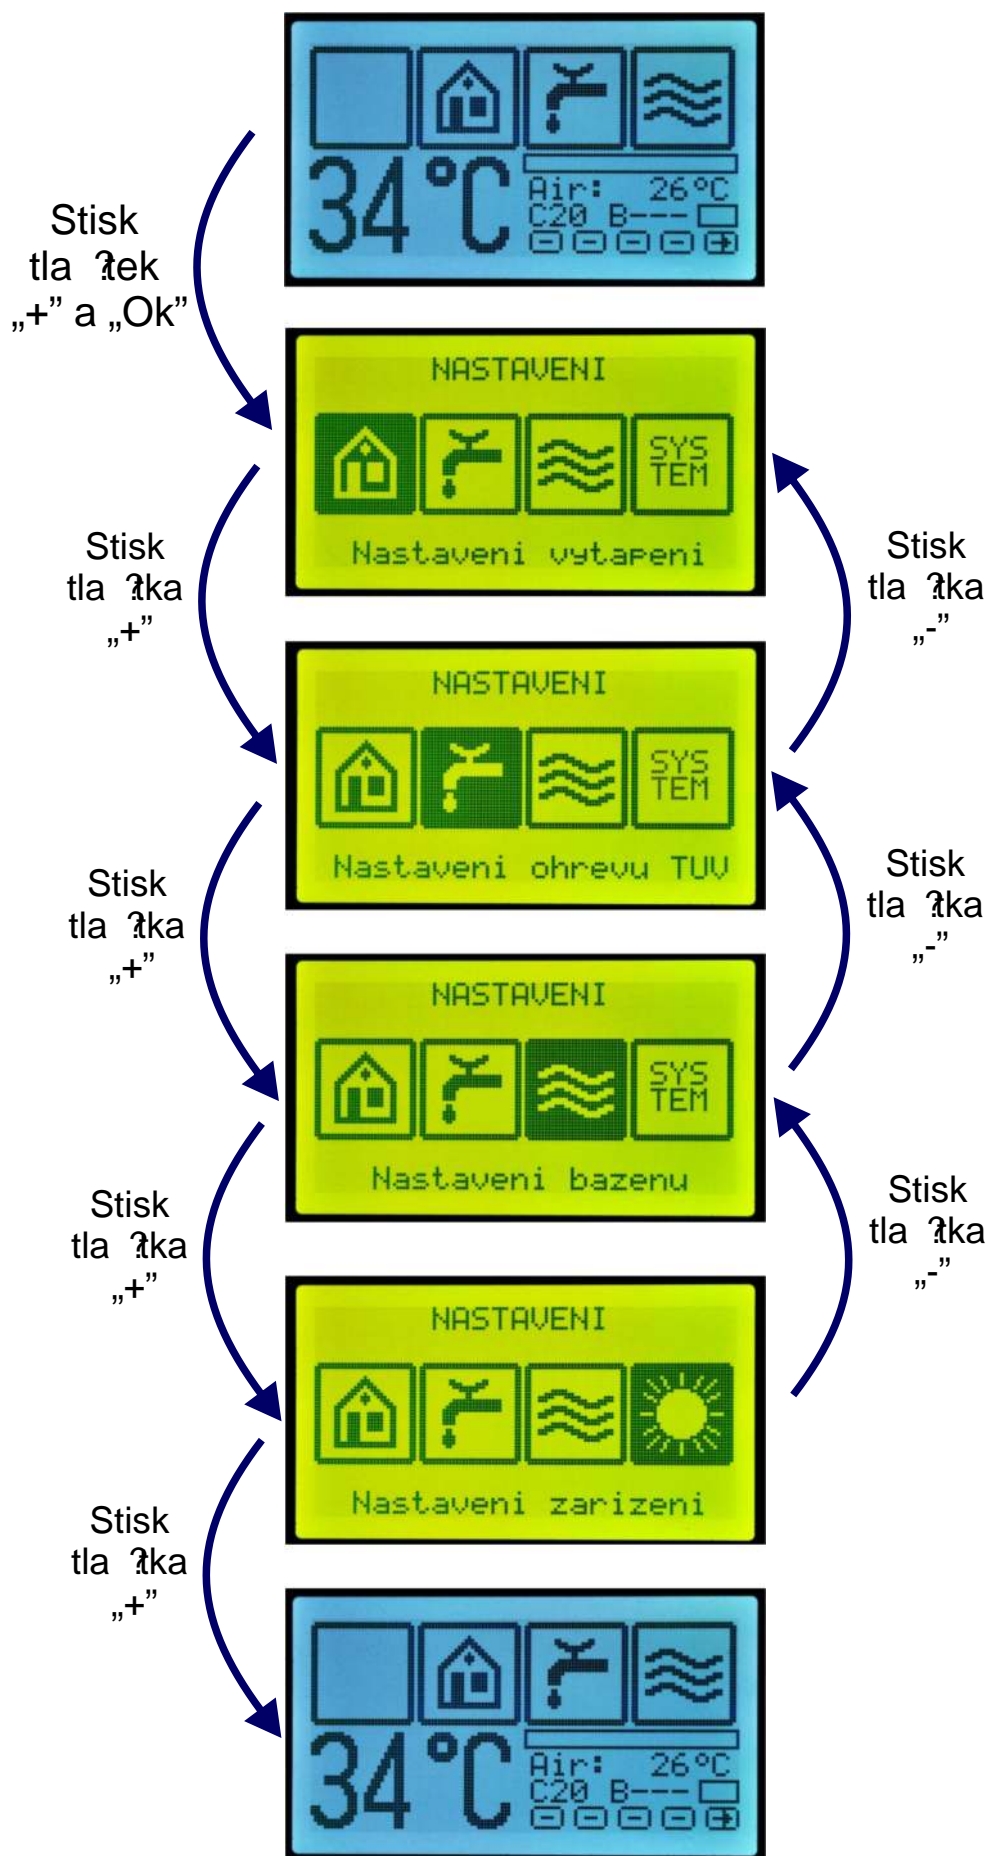 34 °C
Air: 26°C
C20 B---
Stisk
tla ?tek
„+” a „Ok”
NASTAVENI
SYS
TEM
Nastaveni vytapeni
Stisk
tla ?tka
„+”
Stisk
tla ?tka
„-”
NASTAVENI
SYS
TEM
Nastaveni ohrevu TUV
Stisk
tla ?tka
„+”
Stisk
tla ?tka
„-”
NASTAVENI
SYS
TEM
Nastaveni bazenu
Stisk
tla ?tka
„+”
Stisk
tla ?tka
„-”
NASTAVENI
Nastaveni zarizeni
Stisk
tla ?tka
„+”
34 °C
Air: 26°C
C20 B---